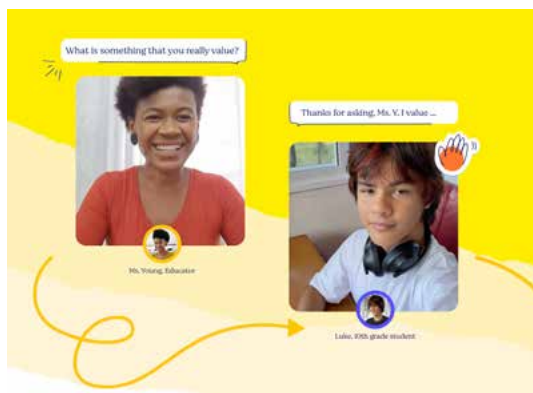 What is something that you really value?
Thanks for asking, Ms. Y. I value ...
Ms. Young, Educator
Luke, 10th grade student